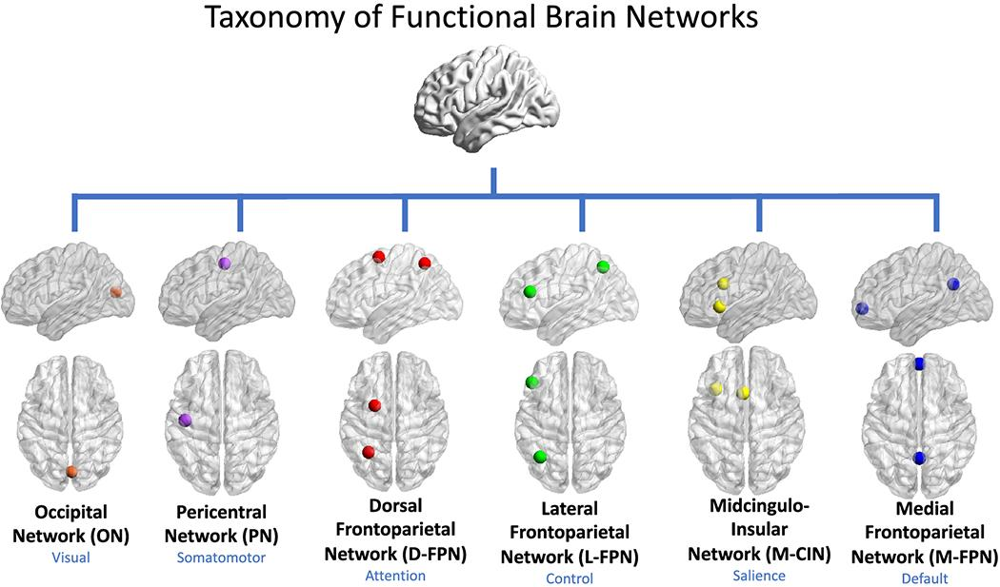 Taxonomy of Functional Brain Networks
Occipital
Network (ON)
Visual
Pericentral
Network (PN)
Somatomotor
Dorsal
Frontoparietal
Network (D-FPN)
Attention
Lateral
Frontoparietal
Network (L-FPN)
Control
Midcingulo-
Insular
Network (M-CIN)
Salience
Medial
Frontoparietal
Network (M-FPN)
Default